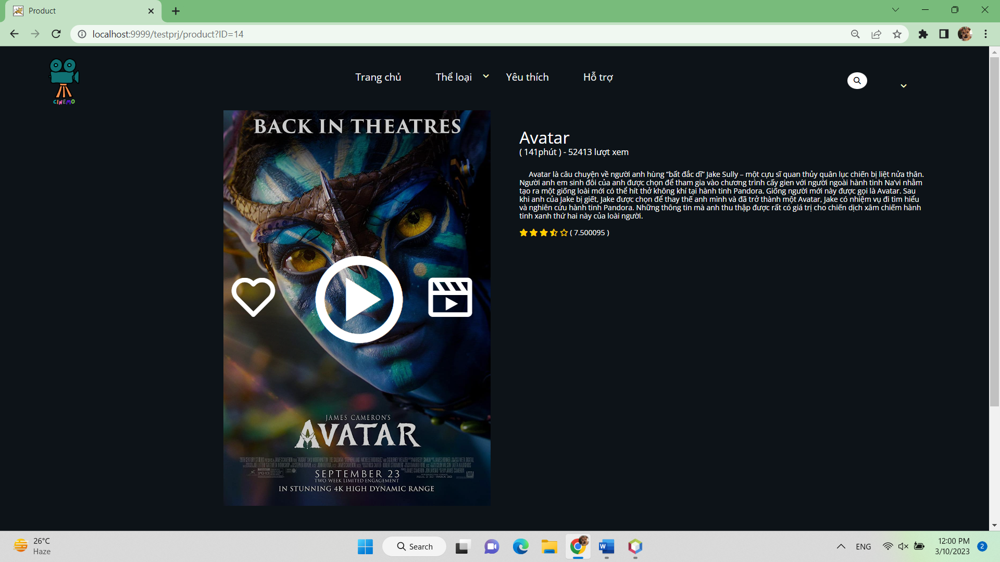 Product
localhost:9999/testprj/product?ID=14
CINEMO
Trang chủ
Thể loại
Yêu thích
Hỗ trợ
BACK IN THEATRES
JAMES CAMERON'S
AVATAR
SEPTEMBER 23
TWO WEEK LIMITED ENGAGEMENT
IN STUNNING 4K HIGH DYNAMIC RANGE
Avatar
( 141phút ) - 52413 lượt xem
Avatar là câu chuyện về người anh hùng “bất đắc dĩ” Jake Sully – một cựu sĩ quan thủy quân lục chiến bị liệt nửa thân.
Người anh em sinh đôi của anh được chọn để tham gia vào chương trình cấy gien với người ngoài hành tinh Na’vi nhằm
tạo ra một giống loài mới có thể hít thở không khí tại hành tinh Pandora. Giống người mới này được gọi là Avatar. Sau
khi anh của Jake bị giết, Jake được chọn để thay thế anh mình và đã trở thành một Avatar, Jake có nhiệm vụ đi tìm hiểu
và nghiên cứu hành tinh Pandora. Những thông tin mà anh thu thập được rất có giá trị cho chiến dịch xâm chiếm hành
tinh xanh thứ hai này của loài người.
( 7.500095 )
26°C
Haze
Search
ENG
12:00 PM
3/10/2023
2